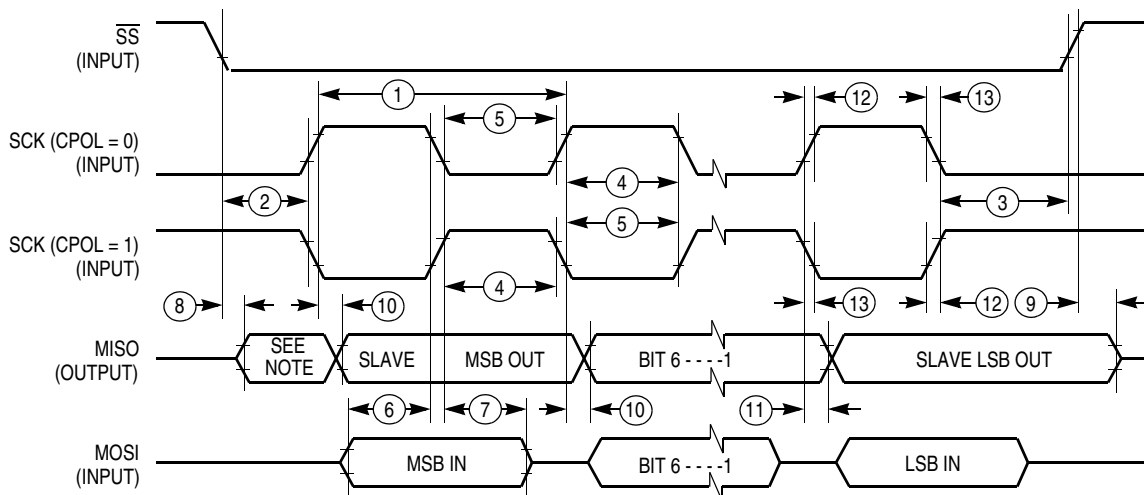 SS
(INPUT)
1
12
13
5
SCK (CPOL = 0)
(INPUT)
2
4
3
5
SCK (CPOL = 1)
(INPUT)
4
8
10
13
12
9
MISO
(OUTPUT)
SEE
NOTE
SLAVE
MSB OUT
BIT 6 - - - -1
SLAVE LSB OUT
6
7
10
11
MOSI
(INPUT)
MSB IN
BIT 6 - - - -1
LSB IN